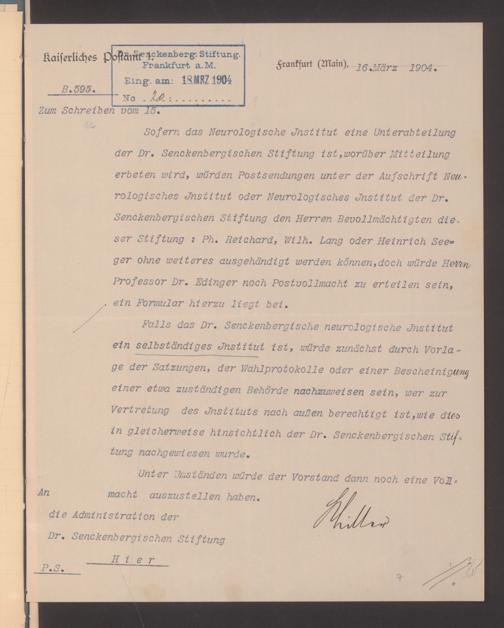 Kaiserliches Postamt 1.
Dr. Senckenberg. Stiftung.
Frankfurt a.M.
Eing. am: 18 MRZ 1904
No
Frankfurt (Main), 16.März 1904.
B.595.
Zum Schreiben vom 15.
Sofern das Neurologische Jnstitut eine Unterabteilung
der Dr. Senckenbergischen Stiftung ist,worüber Mitteilung
erbeten wird, würden Postsendungen unter der Aufschrift Neu-
rologisches Jnstitut oder Neurologisches Jnstitut der Dr.
Senckenbergischen Stiftung den Herren Bevollmächtigten die-
ser Stiftung : Ph. Reichard, Wilh. Lang oder Heinrich See=
ger ohne weiteres ausgehändigt werden können,doch würde Herrn
Professor Dr. Edinger noch Postvollmacht zu erteilen sein,
ein Formular hierzu liegt bei.
Falls das Dr. Senckenbergische neurologische Jnstitut
ein selbständiges Jnstitut ist, würde zunächst durch Vorla-
ge der Satzungen, der Wahlprotokolle oder einer Bescheinigung
einer etwa zuständigen Behörde nachzuweisen sein, wer zur
Vertretung des Jnstituts nach außen berechtigt ist,wie dies
in gleicherweise hinsichtlich der Dr. Senckenbergischen Stif-
tung nachgewiesen wurde.
Unter Umständen würde der Vorstand dann noch eine Voll-
macht auszustellen haben.
An
die Administration der
Dr. Senckenbergischen Stiftung
Hier
P.S.